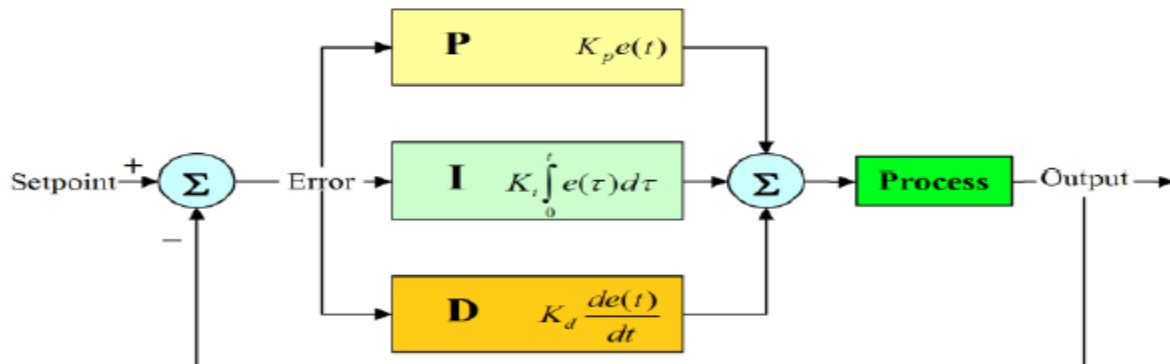 P K_p e(t)
Setpoint + Σ Error I K_i ∫_0^t e(τ)dτ Σ Process Output
−
D K_d de(t)/dt